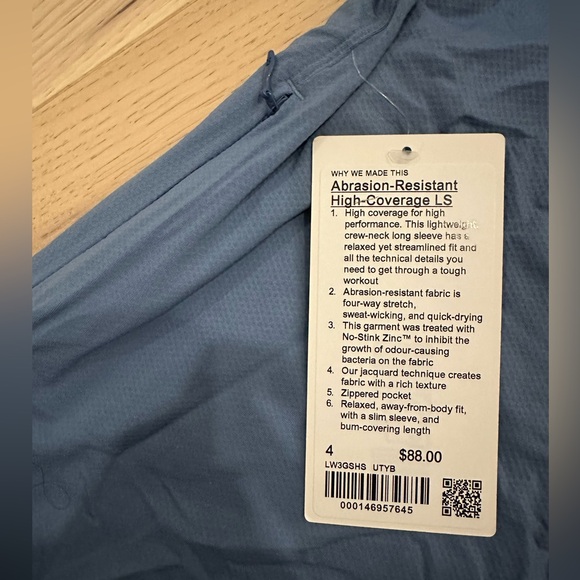 WHY WE MADE THIS
Abrasion-Resistant
High-Coverage LS
1. High coverage for high
performance. This lightweight,
crew-neck long sleeve has a
relaxed yet streamlined fit and
all the technical details you
need to get through a tough
workout
2. Abrasion-resistant fabric is
four-way stretch,
sweat-wicking, and quick-drying
3. This garment was treated with
No-Stink Zinc™ to inhibit the
growth of odour-causing
bacteria on the fabric
4. Our jacquard technique creates
fabric with a rich texture
5. Zippered pocket
6. Relaxed, away-from-body fit,
with a slim sleeve, and
bum-covering length
4 $88.00
LW3GSHS UTYB
000146957645